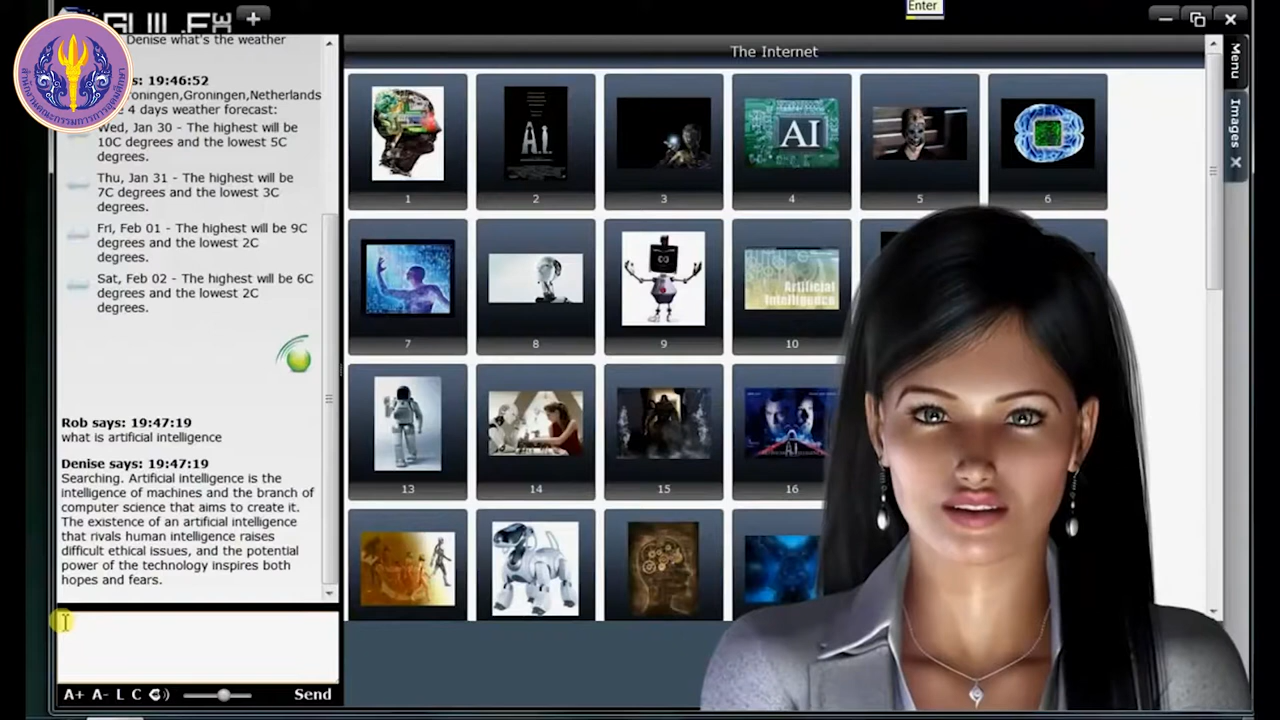 Enter
GUILE
+
Denise what's the weather
The Internet
Menu
Images
s: 19:46:52
roningen,Groningen,Netherlands
4 days weather forecast:
Wed, Jan 30 - The highest will be
10C degrees and the lowest 5C
degrees.
Thu, Jan 31 - The highest will be
7C degrees and the lowest 3C
degrees.
Fri, Feb 01 - The highest will be 9C
degrees and the lowest 2C
degrees.
Sat, Feb 02 - The highest will be 6C
degrees and the lowest 2C
degrees.
Rob says: 19:47:19
what is artificial intelligence
Denise says: 19:47:19
Searching. Artificial intelligence is the
intelligence of machines and the branch of
computer science that aims to create it.
The existence of an artificial intelligence
that rivals human intelligence raises
difficult ethical issues, and the potential
power of the technology inspires both
hopes and fears.
A+ A- L C
Send
A.I.
AI
1
2
3
4
5
6
Artificial
Intelligence
7
8
9
10
A.I.
13
14
15
16